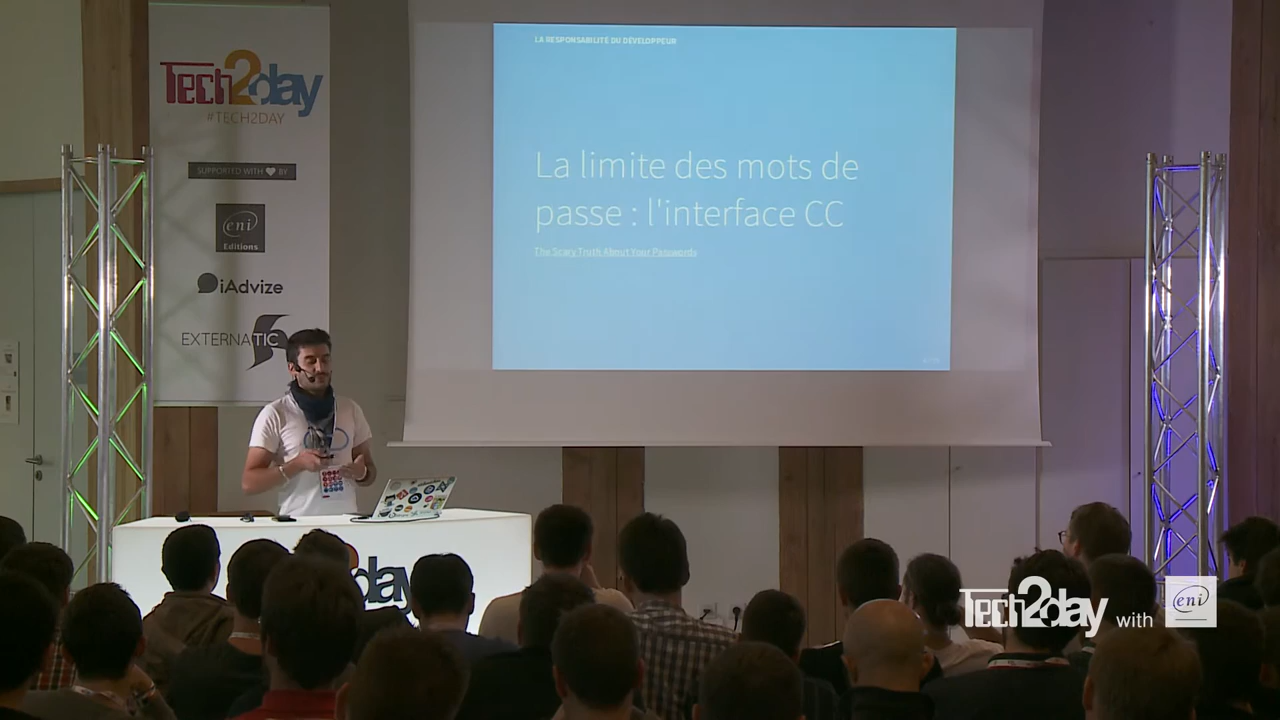 Tech2day
#TECH2DAY
SUPPORTED WITH BY
eni
Editions
iAdvize
EXTERNATIC
LA RESPONSABILITÉ DU DÉVELOPPEUR
La limite des mots de
passe : l'interface CC
The Scary Truth About Your Passwords
day
Tech2day with eni